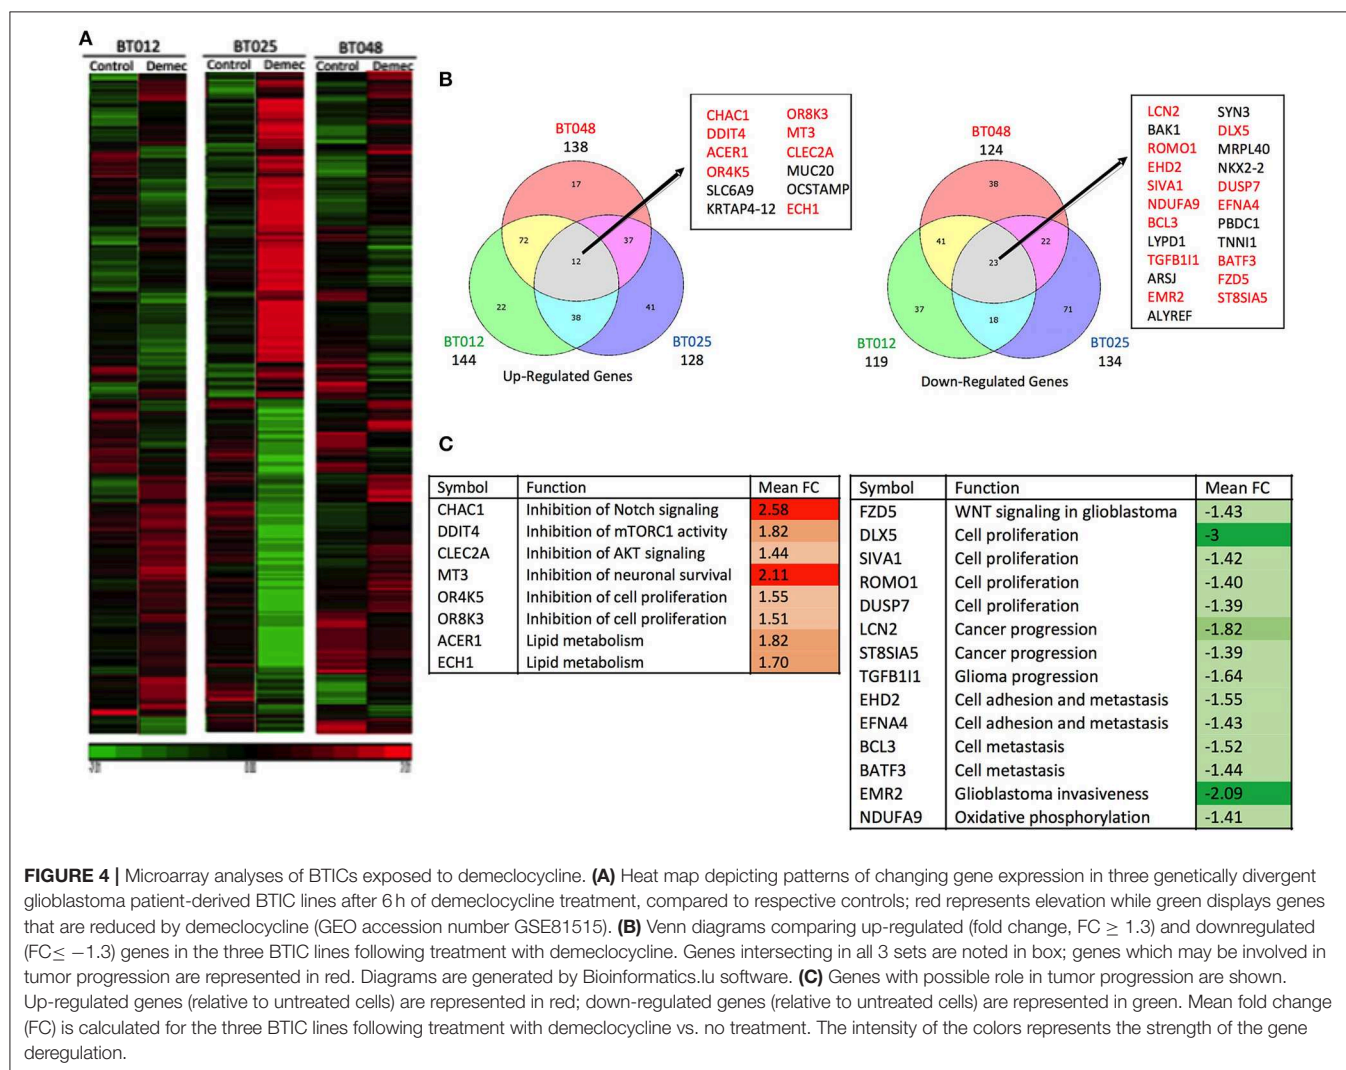 A
BT012
BT025
BT048
Control Demec
Control Demec
Control Demec
B
BT048
138
17
72
37
12
22
38
41
BT012
144
BT025
128
Up-Regulated Genes
CHAC1 OR8K3
DDIT4 MT3
ACER1 CLEC2A
OR4K5 MUC20
SLC6A9 OCSTAMP
KRTAP4-12 ECH1
BT048
124
38
41
22
23
37
18
71
BT012
119
BT025
134
Down-Regulated Genes
LCN2 SYN3
BAK1 DLX5
ROMO1 MRPL40
EHD2 NKX2-2
SIVA1 DUSP7
NDUFA9 EFNA4
BCL3 PBDC1
LYPD1 TNNI1
TGFB1I1 BATF3
ARSJ FZD5
EMR2 ST8SIA5
ALYREF
C
Symbol Function Mean FC
CHAC1 Inhibition of Notch signaling 2.58
DDIT4 Inhibition of mTORC1 activity 1.82
CLEC2A Inhibition of AKT signaling 1.44
MT3 Inhibition of neuronal survival 2.11
OR4K5 Inhibition of cell proliferation 1.55
OR8K3 Inhibition of cell proliferation 1.51
ACER1 Lipid metabolism 1.82
ECH1 Lipid metabolism 1.70
Symbol Function Mean FC
FZD5 WNT signaling in glioblastoma -1.43
DLX5 Cell proliferation -3
SIVA1 Cell proliferation -1.42
ROMO1 Cell proliferation -1.40
DUSP7 Cell proliferation -1.39
LCN2 Cancer progression -1.82
ST8SIA5 Cancer progression -1.39
TGFB1I1 Glioma progression -1.64
EHD2 Cell adhesion and metastasis -1.55
EFNA4 Cell adhesion and metastasis -1.43
BCL3 Cell metastasis -1.52
BATF3 Cell metastasis -1.44
EMR2 Glioblastoma invasiveness -2.09
NDUFA9 Oxidative phosphorylation -1.41
FIGURE 4 | Microarray analyses of BTICs exposed to demeclocycline. (A) Heat map depicting patterns of changing gene expression in three genetically divergent
glioblastoma patient-derived BTIC lines after 6 h of demeclocycline treatment, compared to respective controls; red represents elevation while green displays genes
that are reduced by demeclocycline (GEO accession number GSE81515). (B) Venn diagrams comparing up-regulated (fold change, FC ≥ 1.3) and downregulated
(FC≤ −1.3) genes in the three BTIC lines following treatment with demeclocycline. Genes intersecting in all 3 sets are noted in box; genes which may be involved in
tumor progression are represented in red. Diagrams are generated by Bioinformatics.lu software. (C) Genes with possible role in tumor progression are shown.
Up-regulated genes (relative to untreated cells) are represented in red; down-regulated genes (relative to untreated cells) are represented in green. Mean fold change
(FC) is calculated for the three BTIC lines following treatment with demeclocycline vs. no treatment. The intensity of the colors represents the strength of the gene
deregulation.